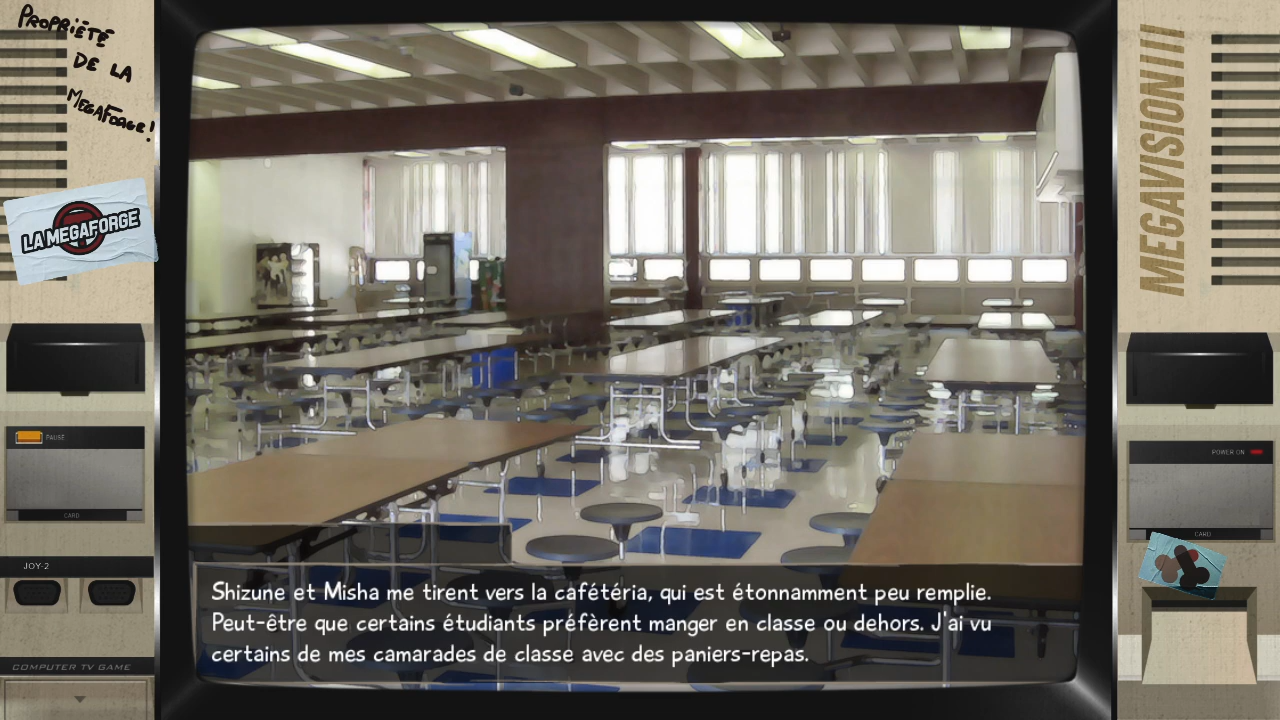 PROPRIÉTÉ
DE LA
MEGAFORGE!
LA MEGAFORGE
MEGAVISION III
PAUSE
CARD
JOY-2
COMPUTER TV GAME
POWER ON
CARD
Shizune et Misha me tirent vers la cafétéria, qui est étonnamment peu remplie.
Peut-être que certains étudiants préfèrent manger en classe ou dehors. J'ai vu
certains de mes camarades de classe avec des paniers-repas.